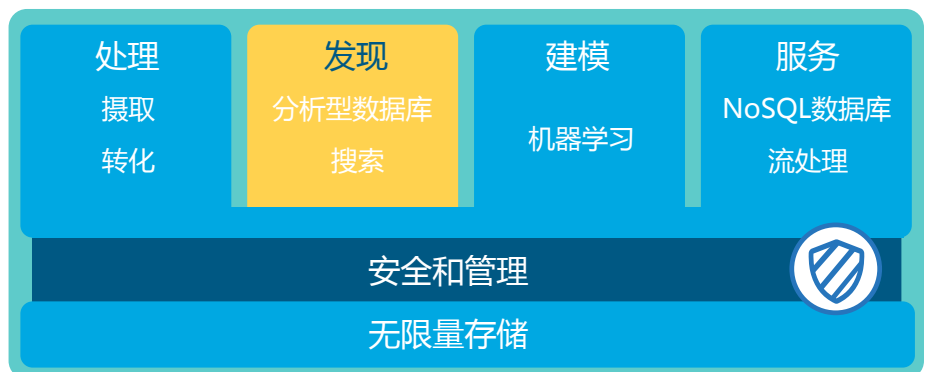 处理
摄取
转化
发现
分析型数据库
搜索
建模
机器学习
服务
NoSQL数据库
流处理
安全和管理
无限量存储